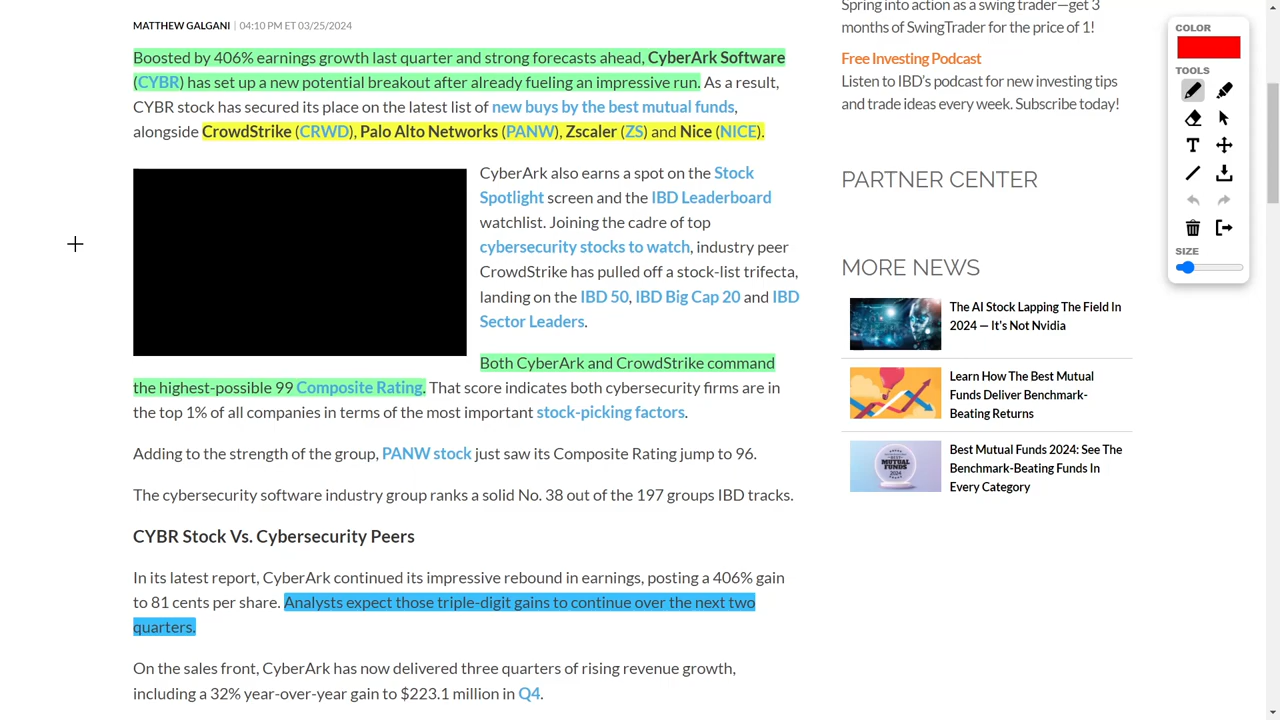 MATTHEW GALGANI | 04:10 PM ET 03/25/2024
Boosted by 406% earnings growth last quarter and strong forecasts ahead, CyberArk Software
(CYBR) has set up a new potential breakout after already fueling an impressive run. As a result,
CYBR stock has secured its place on the latest list of new buys by the best mutual funds,
alongside CrowdStrike (CRWD), Palo Alto Networks (PANW), Zscaler (ZS) and Nice (NICE).
CyberArk also earns a spot on the Stock
Spotlight screen and the IBD Leaderboard
watchlist. Joining the cadre of top
cybersecurity stocks to watch, industry peer
CrowdStrike has pulled off a stock-list trifecta,
landing on the IBD 50, IBD Big Cap 20 and IBD
Sector Leaders.
Both CyberArk and CrowdStrike command
the highest-possible 99 Composite Rating. That score indicates both cybersecurity firms are in
the top 1% of all companies in terms of the most important stock-picking factors.
Adding to the strength of the group, PANW stock just saw its Composite Rating jump to 96.
The cybersecurity software industry group ranks a solid No. 38 out of the 197 groups IBD tracks.
CYBR Stock Vs. Cybersecurity Peers
In its latest report, CyberArk continued its impressive rebound in earnings, posting a 406% gain
to 81 cents per share. Analysts expect those triple-digit gains to continue over the next two
quarters.
On the sales front, CyberArk has now delivered three quarters of rising revenue growth,
including a 32% year-over-year gain to $223.1 million in Q4.
Spring into action as a swing trader—get 3
months of SwingTrader for the price of 1!
Free Investing Podcast
Listen to IBD's podcast for new investing tips
and trade ideas every week. Subscribe today!
PARTNER CENTER
MORE NEWS
The AI Stock Lapping The Field In
2024 — It's Not Nvidia
Learn How The Best Mutual
Funds Deliver Benchmark-
Beating Returns
BEST
MUTUAL
FUNDS
2024
Best Mutual Funds 2024: See The
Benchmark-Beating Funds In
Every Category
COLOR
TOOLS
T
SIZE